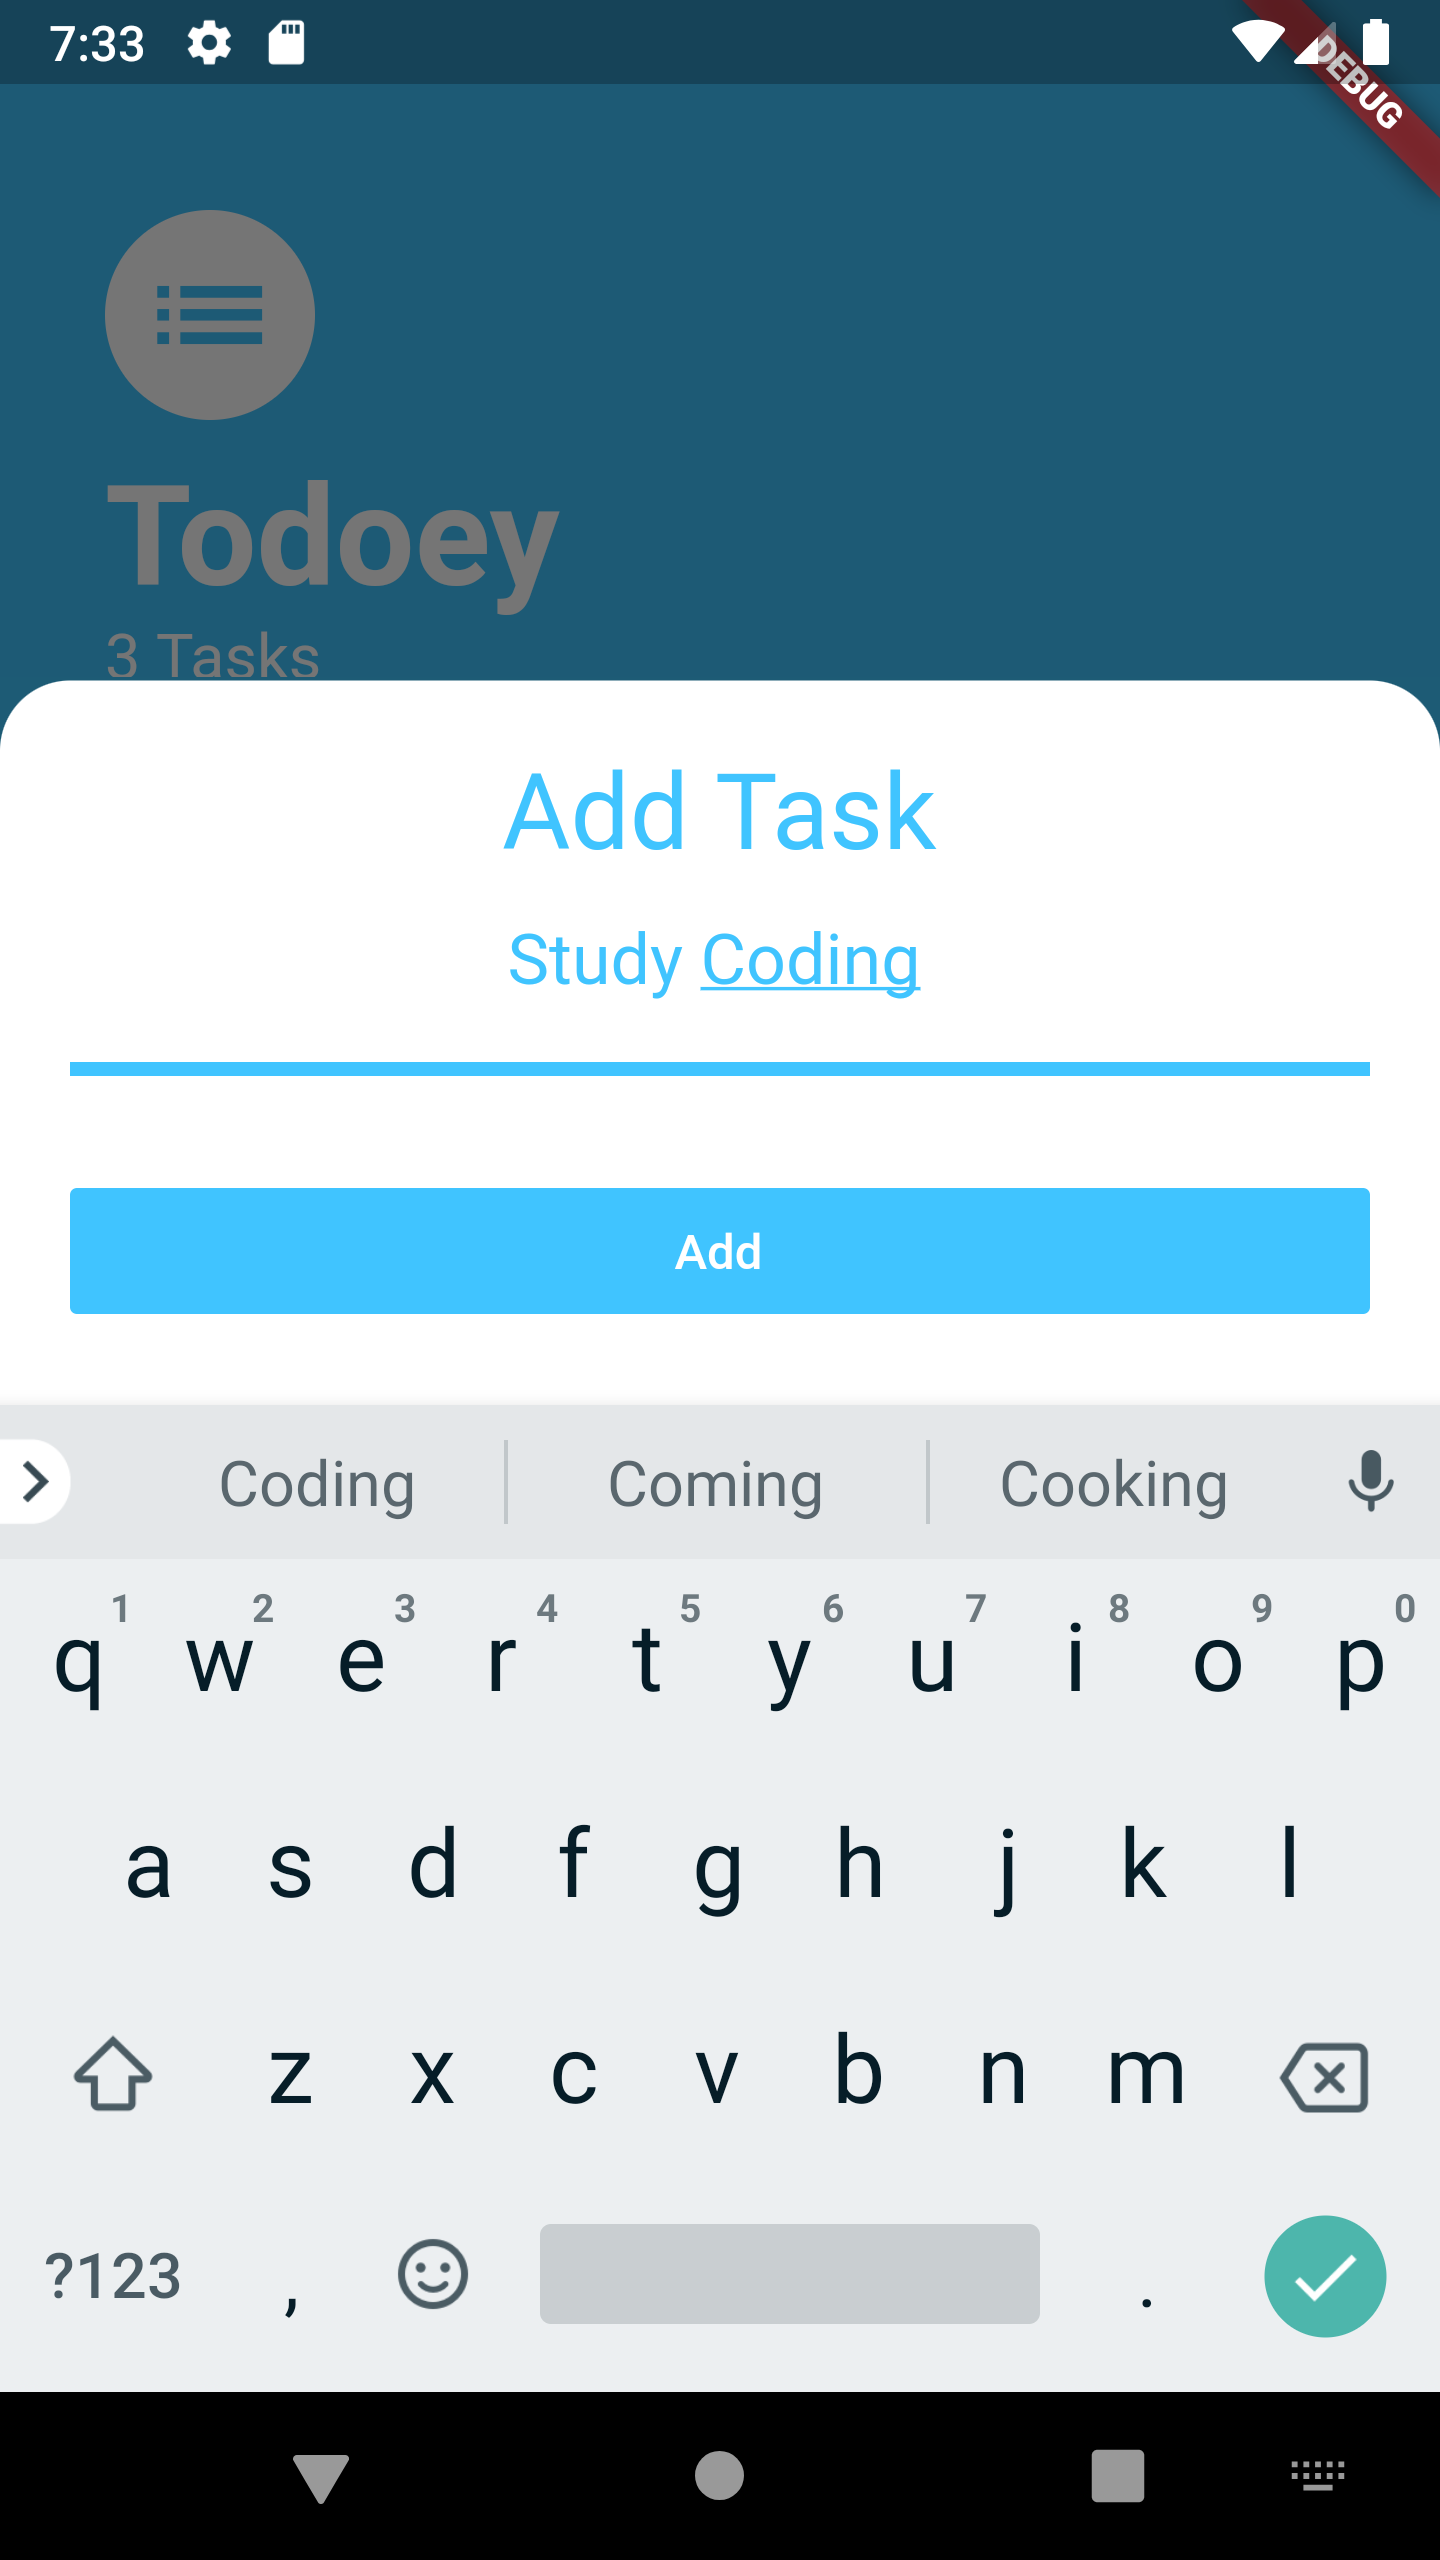 7:33
DEBUG
Todoey
3 Tasks
Add Task
Study Coding
Add
Coding Coming Cooking
1 2 3 4 5 6 7 8 9 0
q w e r t y u i o p
a s d f g h j k l
z x c v b n m
?123 , .